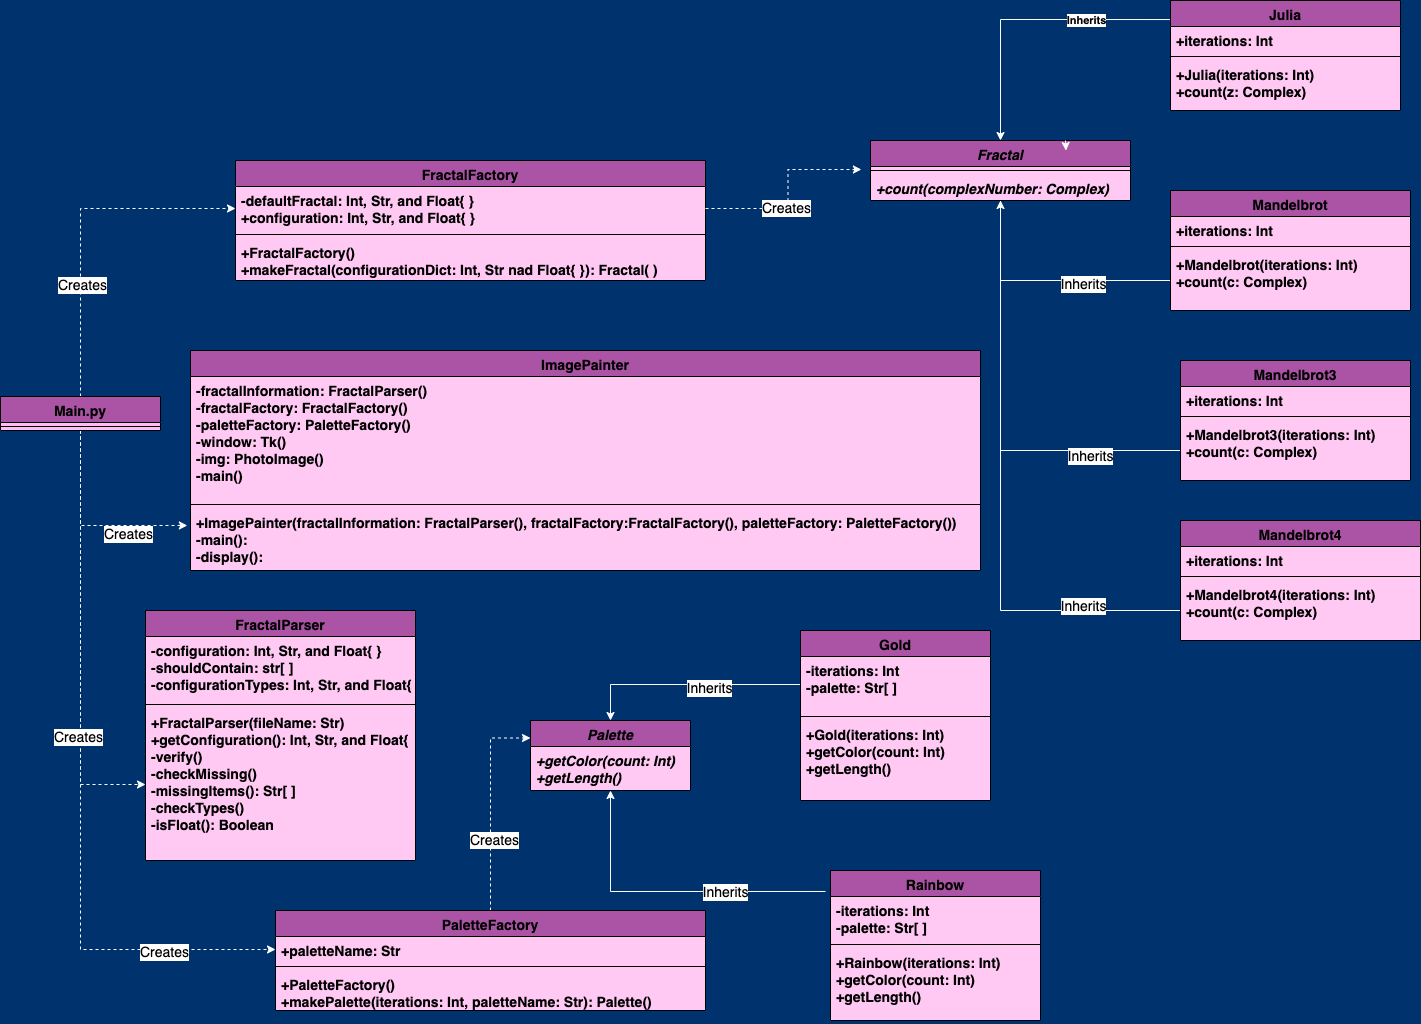 Julia
+iterations: Int
+Julia(iterations: Int)
+count(z: Complex)
Inherits
Fractal
+count(complexNumber: Complex)
FractalFactory
-defaultFractal: Int, Str, and Float{ }
+configuration: Int, Str, and Float{ }
+FractalFactory()
+makeFractal(configurationDict: Int, Str nad Float{ }): Fractal( )
Creates
Creates
Mandelbrot
+iterations: Int
+Mandelbrot(iterations: Int)
+count(c: Complex)
Inherits
Main.py
ImagePainter
-fractalInformation: FractalParser()
-fractalFactory: FractalFactory()
-paletteFactory: PaletteFactory()
-window: Tk()
-img: PhotoImage()
-main()
+ImagePainter(fractalInformation: FractalParser(), fractalFactory:FractalFactory(), paletteFactory: PaletteFactory())
-main():
-display():
Creates
Mandelbrot3
+iterations: Int
+Mandelbrot3(iterations: Int)
+count(c: Complex)
Inherits
Mandelbrot4
+iterations: Int
+Mandelbrot4(iterations: Int)
+count(c: Complex)
Inherits
FractalParser
-configuration: Int, Str, and Float{ }
-shouldContain: str[ ]
-configurationTypes: Int, Str, and Float{
+FractalParser(fileName: Str)
+getConfiguration(): Int, Str, and Float{
-verify()
-checkMissing()
-missingItems(): Str[ ]
-checkTypes()
-isFloat(): Boolean
Creates
Gold
-iterations: Int
-palette: Str[ ]
+Gold(iterations: Int)
+getColor(count: Int)
+getLength()
Inherits
Palette
+getColor(count: Int)
+getLength()
Creates
Inherits
Rainbow
-iterations: Int
-palette: Str[ ]
+Rainbow(iterations: Int)
+getColor(count: Int)
+getLength()
PaletteFactory
+paletteName: Str
+PaletteFactory()
+makePalette(iterations: Int, paletteName: Str): Palette()
Creates